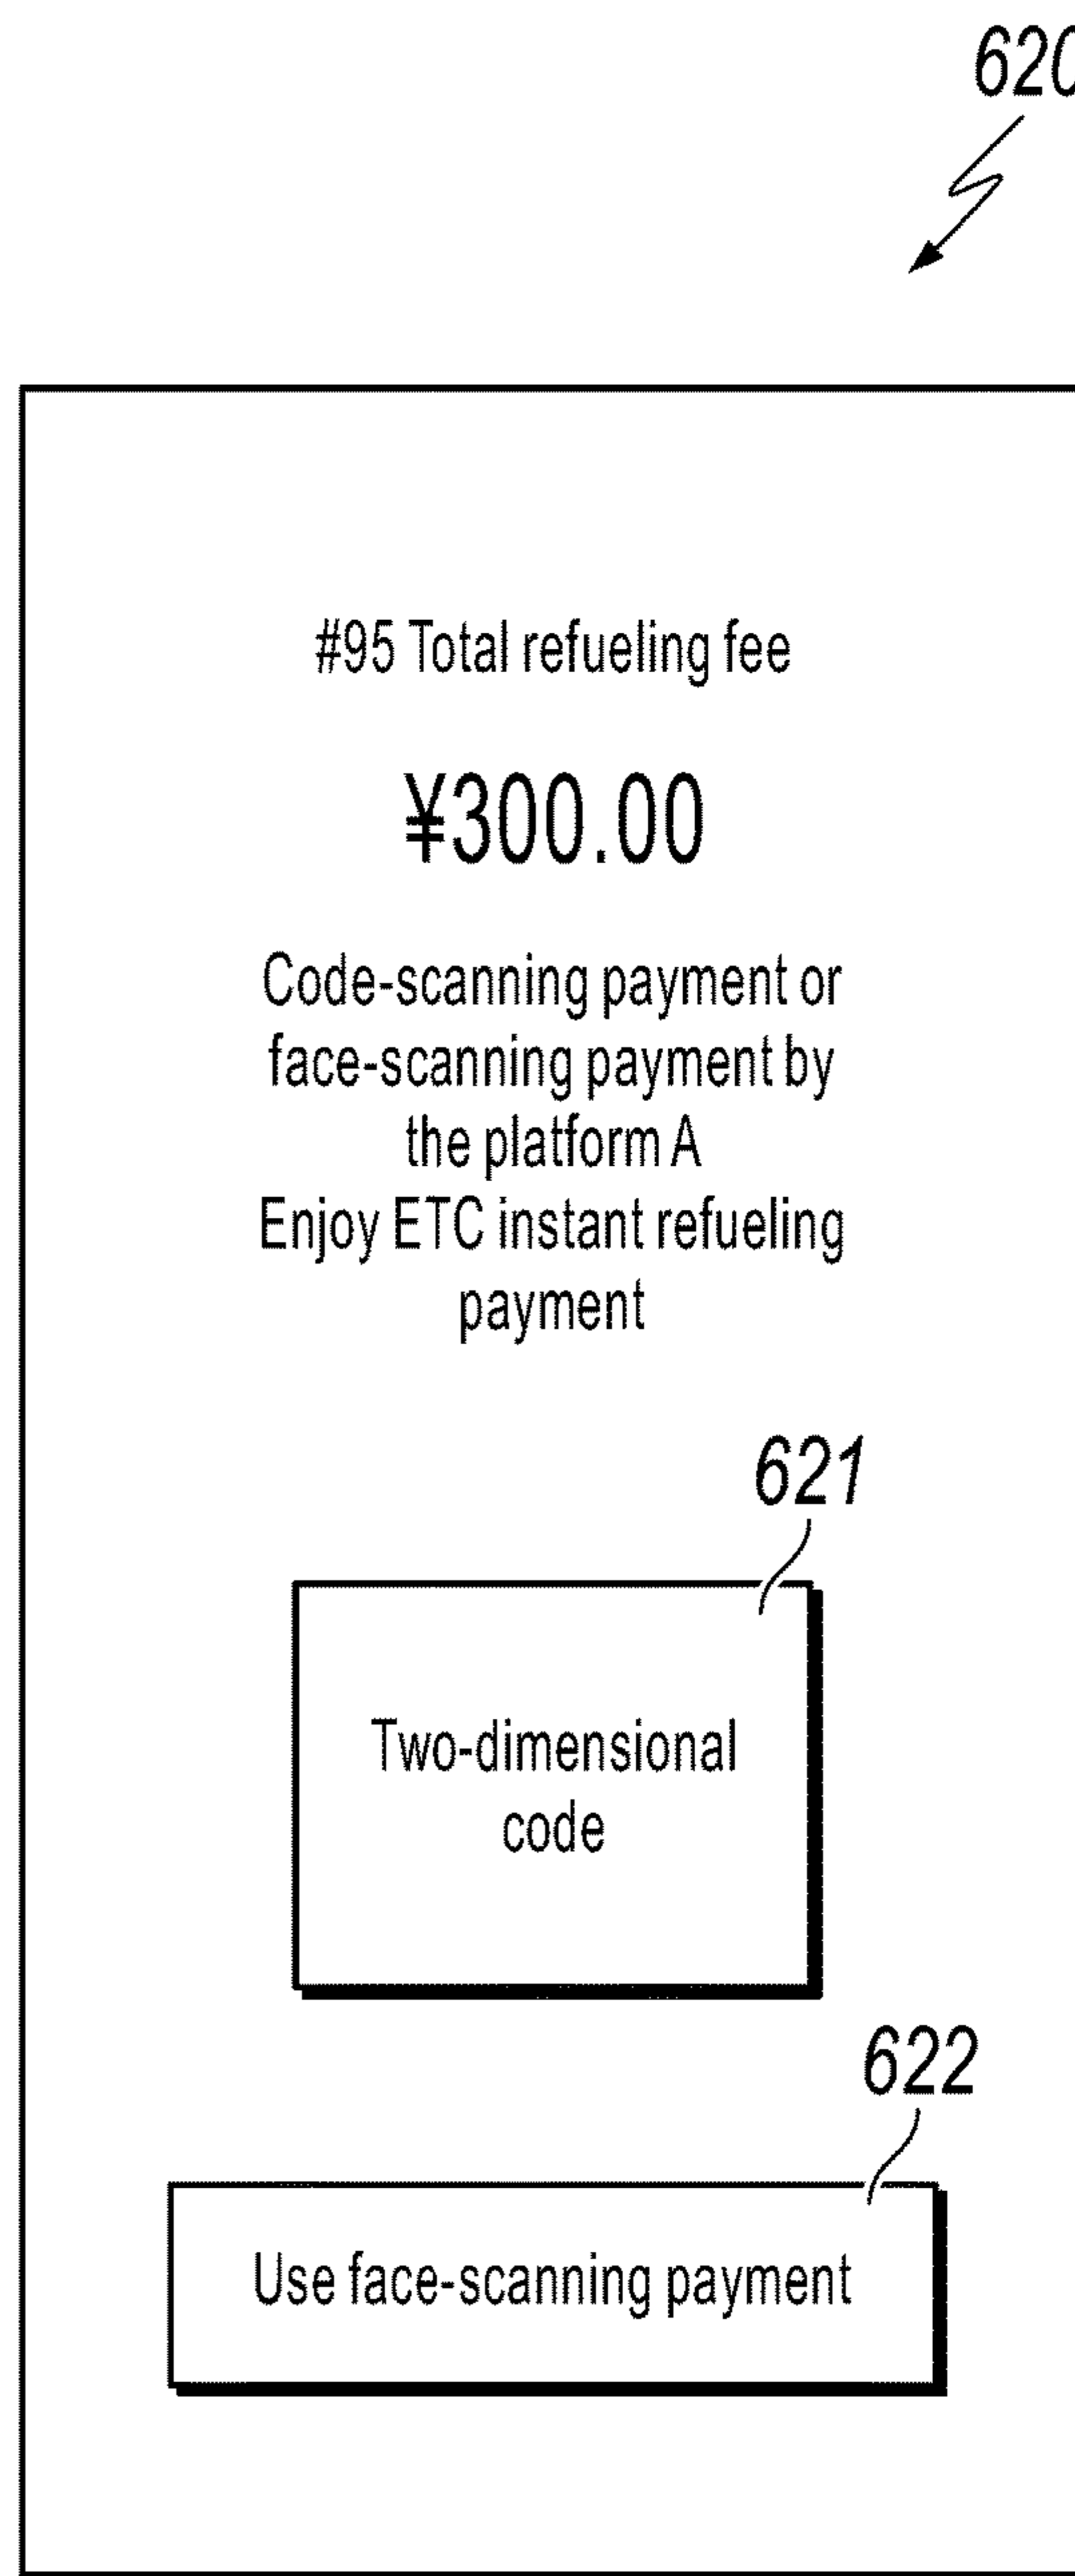 620
#95 Total refueling fee
¥300.00
Code-scanning payment or
face-scanning payment by
the platform A
Enjoy ETC instant refueling
payment
621
Two-dimensional
code
622
Use face-scanning payment